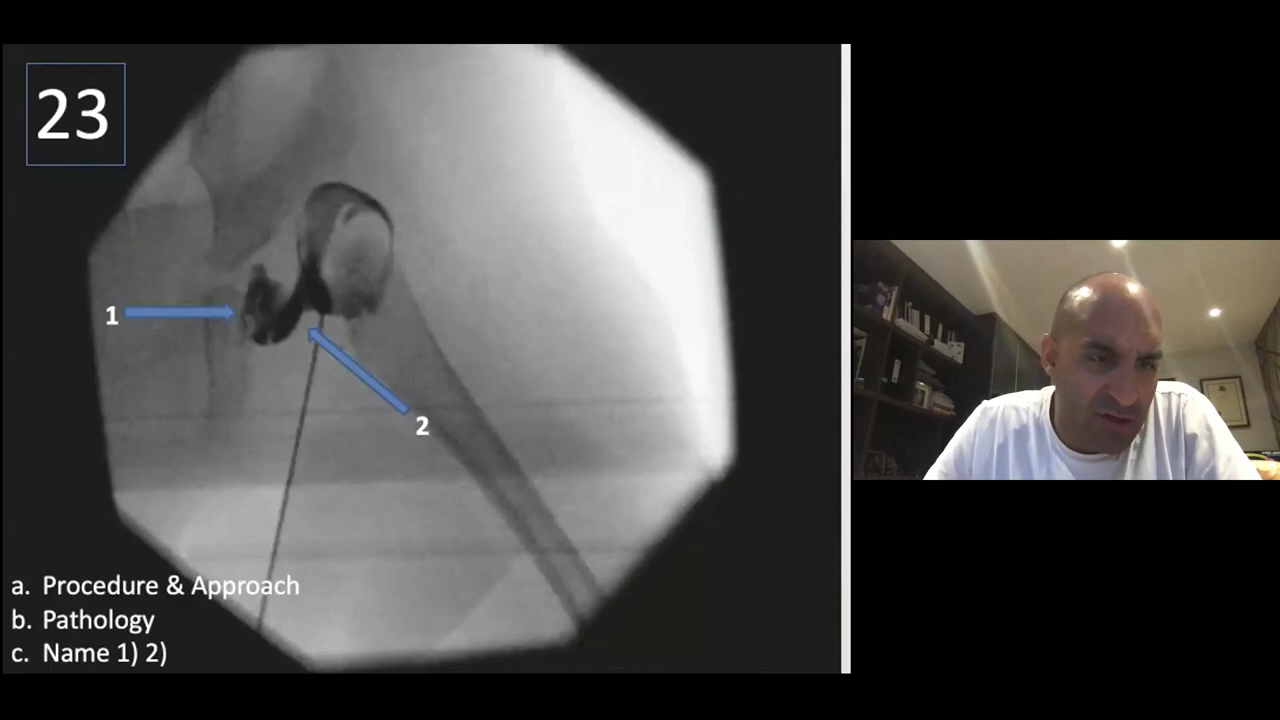 23
1
2
a. Procedure & Approach
b. Pathology
c. Name 1) 2)